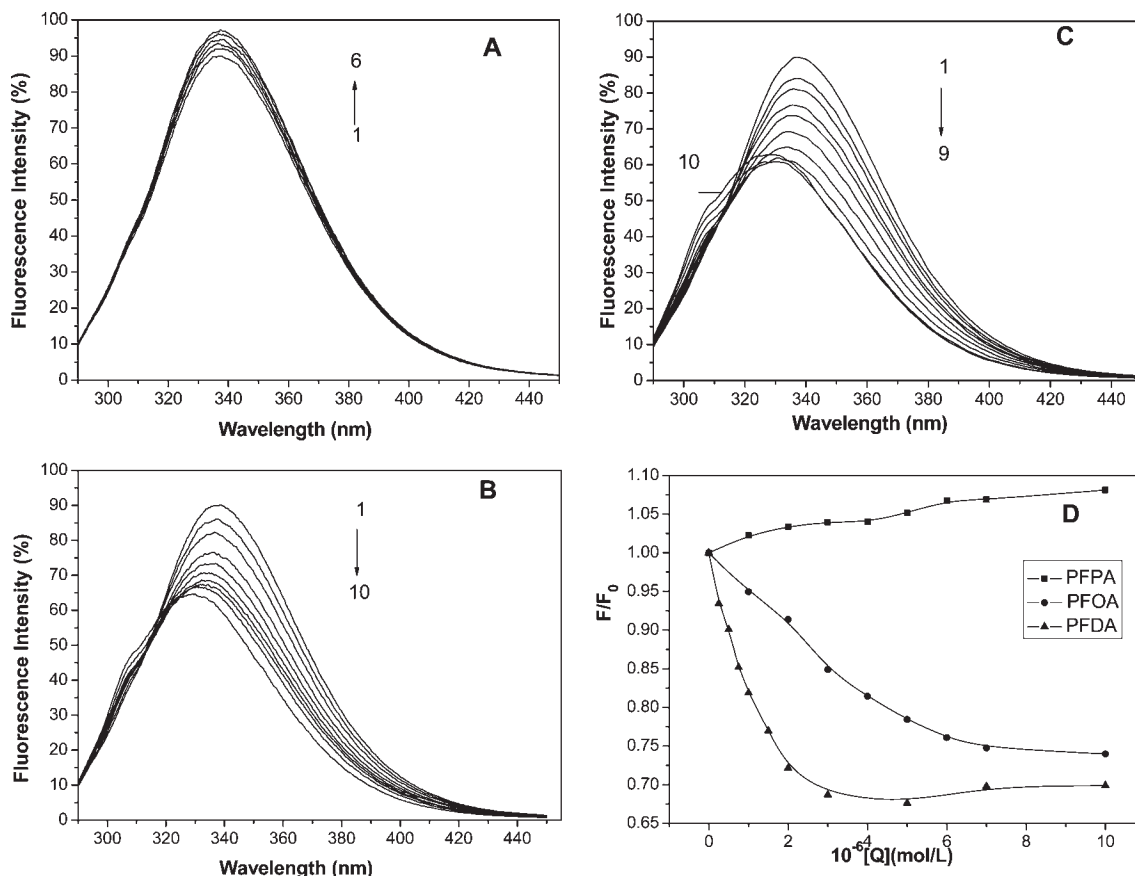 100
90
80
70
60
50
40
30
20
10
0
Fluorescence Intensity (%)
A
6
1
300 320 340 360 380 400 420 440
Wavelength (nm)
100
90
80
70
60
50
40
30
20
10
0
Fluorescence Intensity (%)
C
1
9
10
300 320 340 360 380 400 420 440
Wavelength (nm)
100
90
80
70
60
50
40
30
20
10
0
Fluorescence Intensity (%)
B
1
10
300 320 340 360 380 400 420 440
Wavelength (nm)
1.10
1.05
1.00
0.95
0.90
0.85
0.80
0.75
0.70
0.65
F/F0
D
PFPA
PFOA
PFDA
0 2 4 6 8 10
10-6[Q](mol/L)